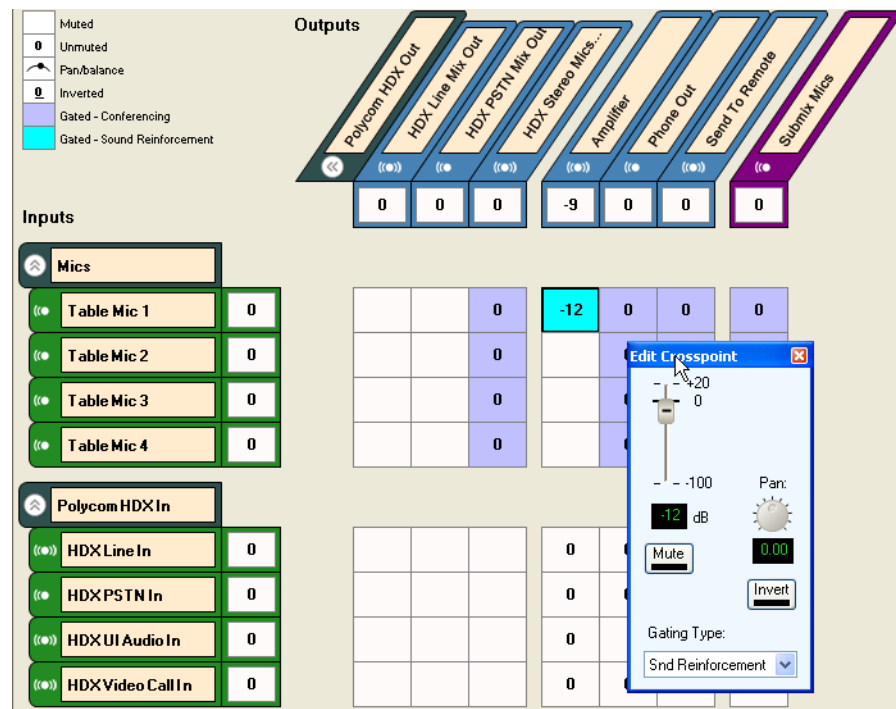 Muted
0 Unmuted
Pan/balance
0 Inverted
Gated - Conferencing
Gated - Sound Reinforcement
Outputs
Polycom HDX Out
HDX Line Mix Out
HDX PSTN Mix Out
HDX Stereo Mics...
Amplifier
Phone Out
Send To Remote
Submix Mics
0 0 0 -9 0 0 0
Inputs
Mics
Table Mic 1 0 0 -12 0 0 0
Table Mic 2 0 0
Table Mic 3 0 0
Table Mic 4 0 0
Edit Crosspoint
+20
0
-100
Pan:
-12 dB
0.00
Mute
Invert
Gating Type:
Snd Reinforcement
Polycom HDX In
HDX Line In 0 0
HDX PSTN In 0 0
HDX UI Audio In 0 0
HDX Video Call In 0 0